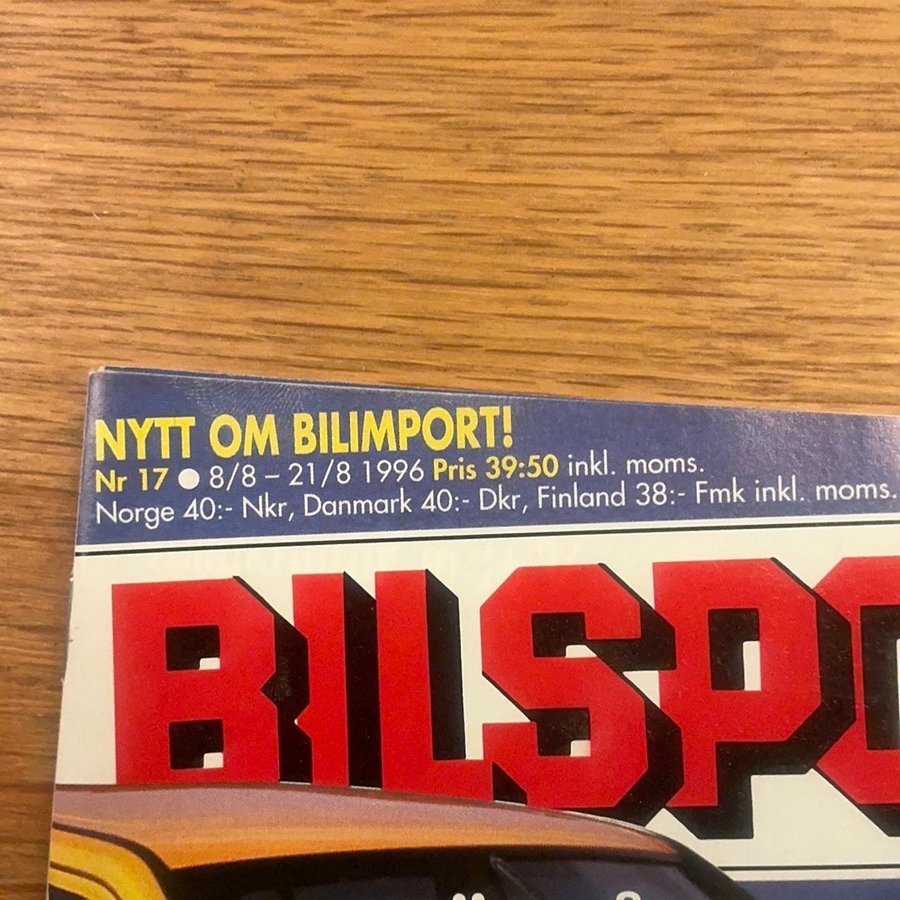 NYTT OM BILIMPORT!
Nr 17 ● 8/8 – 21/8 1996 Pris 39:50 inkl. moms.
Norge 40:- Nkr, Danmark 40:- Dkr, Finland 38:- Fmk inkl. moms.
BILSPO